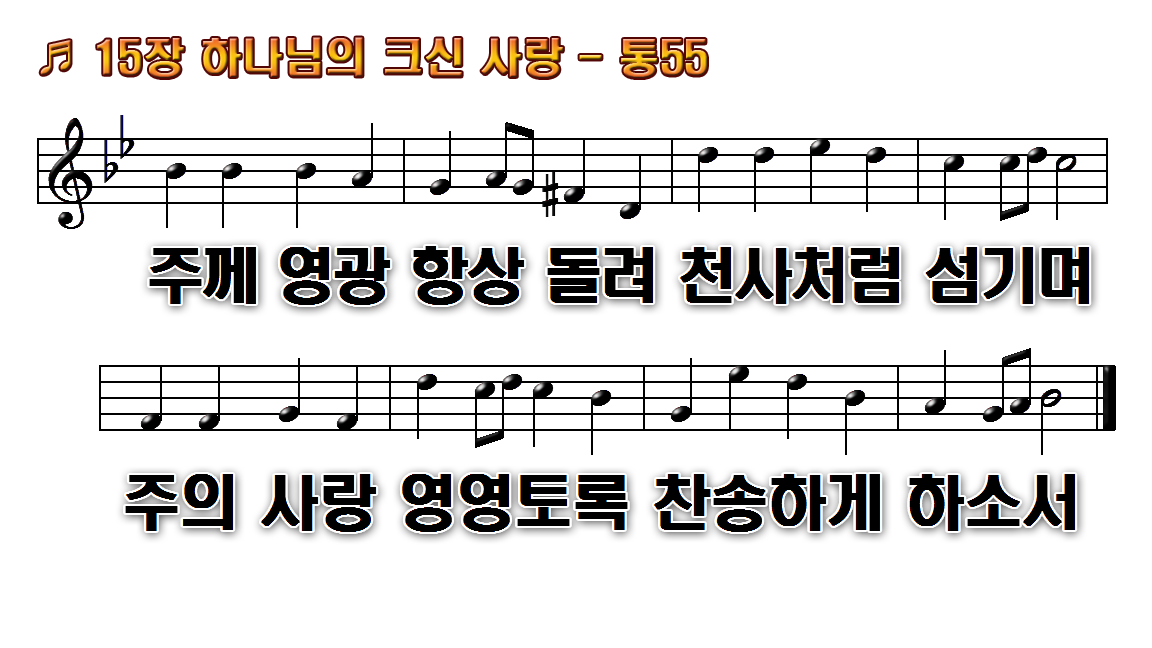 ♬ 15장 하나님의 크신 사랑 - 통55
주께 영광 항상 돌려 천사처럼 섬기며
주의 사랑 영영토록 찬송하게 하소서